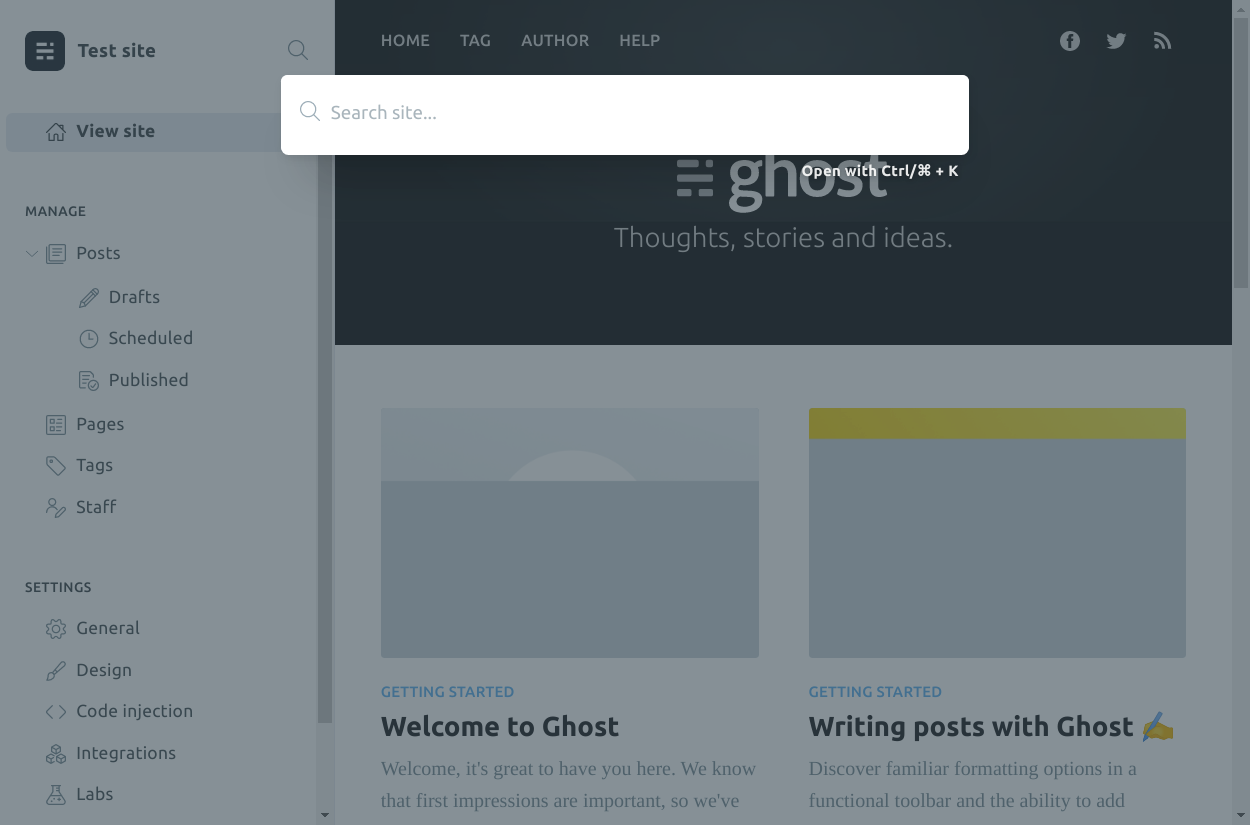 Test site
View site
MANAGE
Posts
Drafts
Scheduled
Published
Pages
Tags
Staff
SETTINGS
General
Design
Code injection
Integrations
Labs
HOME TAG AUTHOR HELP
Search site...
Open with Ctrl/⌘ + K
ghost
Thoughts, stories and ideas.
GETTING STARTED
Welcome to Ghost
Welcome, it's great to have you here. We know
that first impressions are important, so we've
GETTING STARTED
Writing posts with Ghost ✍️
Discover familiar formatting options in a
functional toolbar and the ability to add